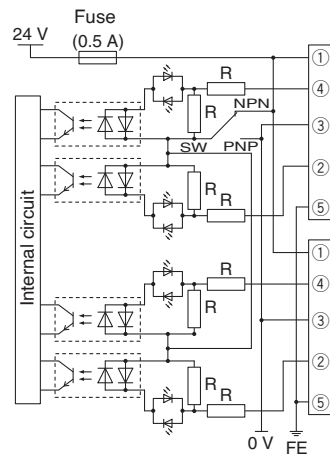 Fuse
24 V
(0.5 A)
①
R
④
R
NPN
③
SW
PNP
R
R
②
⑤
Internal circuit
①
R
④
R
③
R
R
②
⑤
0 V
FE